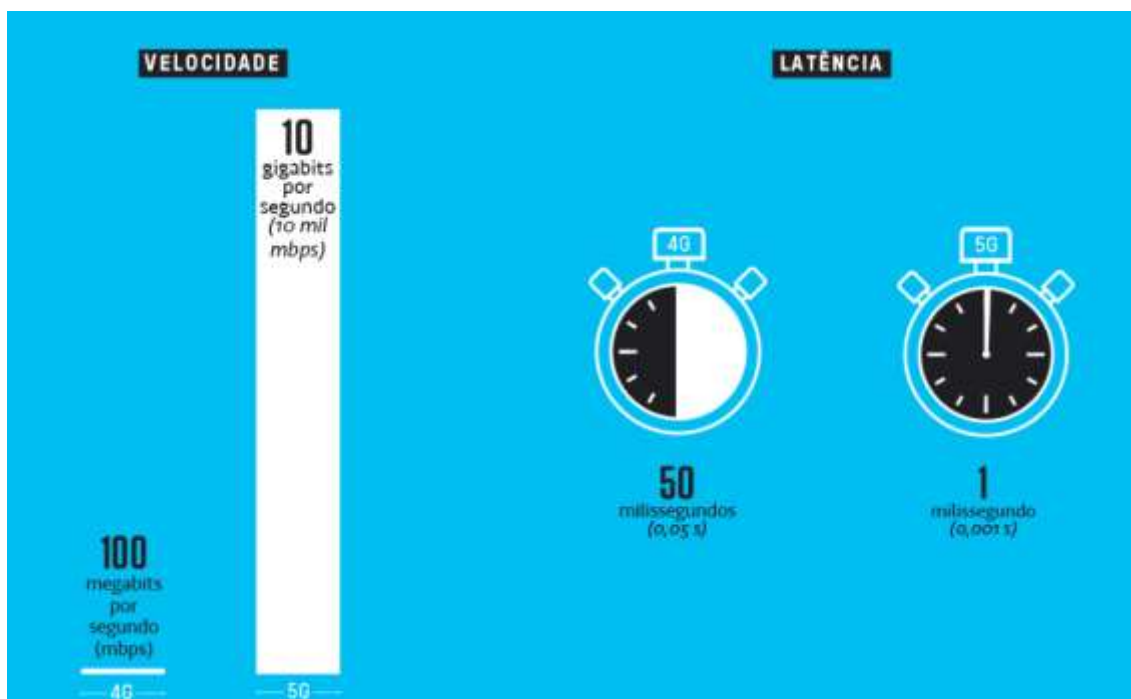 VELOCIDADE
10
gigabits
por
segundo
(10 mil
mbps)
100
megabits
por
segundo
(mbps)
4G
5G
LATÊNCIA
4G
50
milissegundos
(0,05 s)
5G
1
milissegundo
(0,001 s)